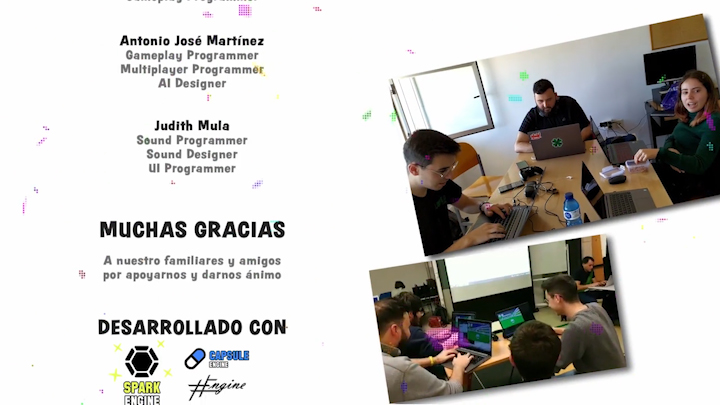 Antonio José Martínez
Gameplay Programmer
Multiplayer Programmer
AI Designer
Judith Mula
Sound Programmer
Sound Designer
UI Programmer
MUCHAS GRACIAS
A nuestro familiares y amigos
por apoyarnos y darnos ánimo
DESARROLLADO CON
SPARK
ENGINE
CAPSULE
ENGINE
Engine